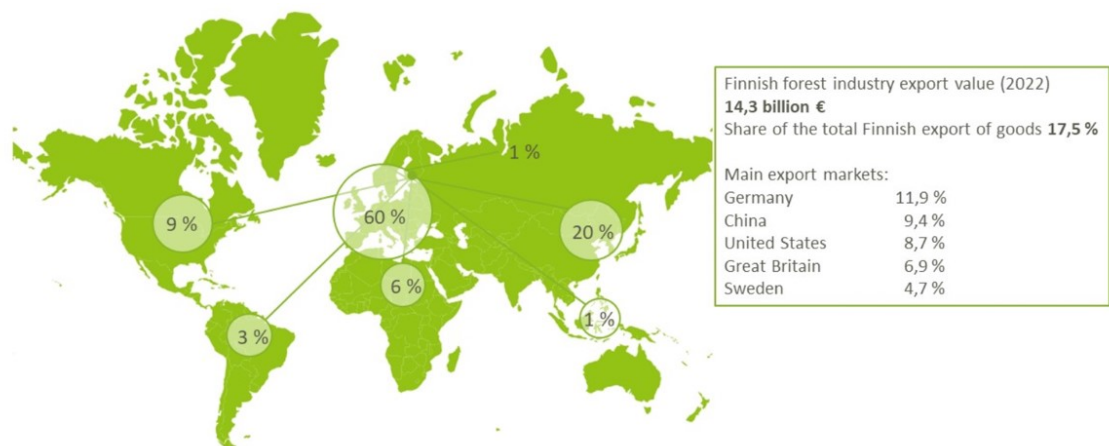 1 %
9 %
60 %
20 %
6 %
1 %
3 %
Finnish forest industry export value (2022)
14,3 billion €
Share of the total Finnish export of goods 17,5 %
Main export markets:
Germany 11,9 %
China 9,4 %
United States 8,7 %
Great Britain 6,9 %
Sweden 4,7 %